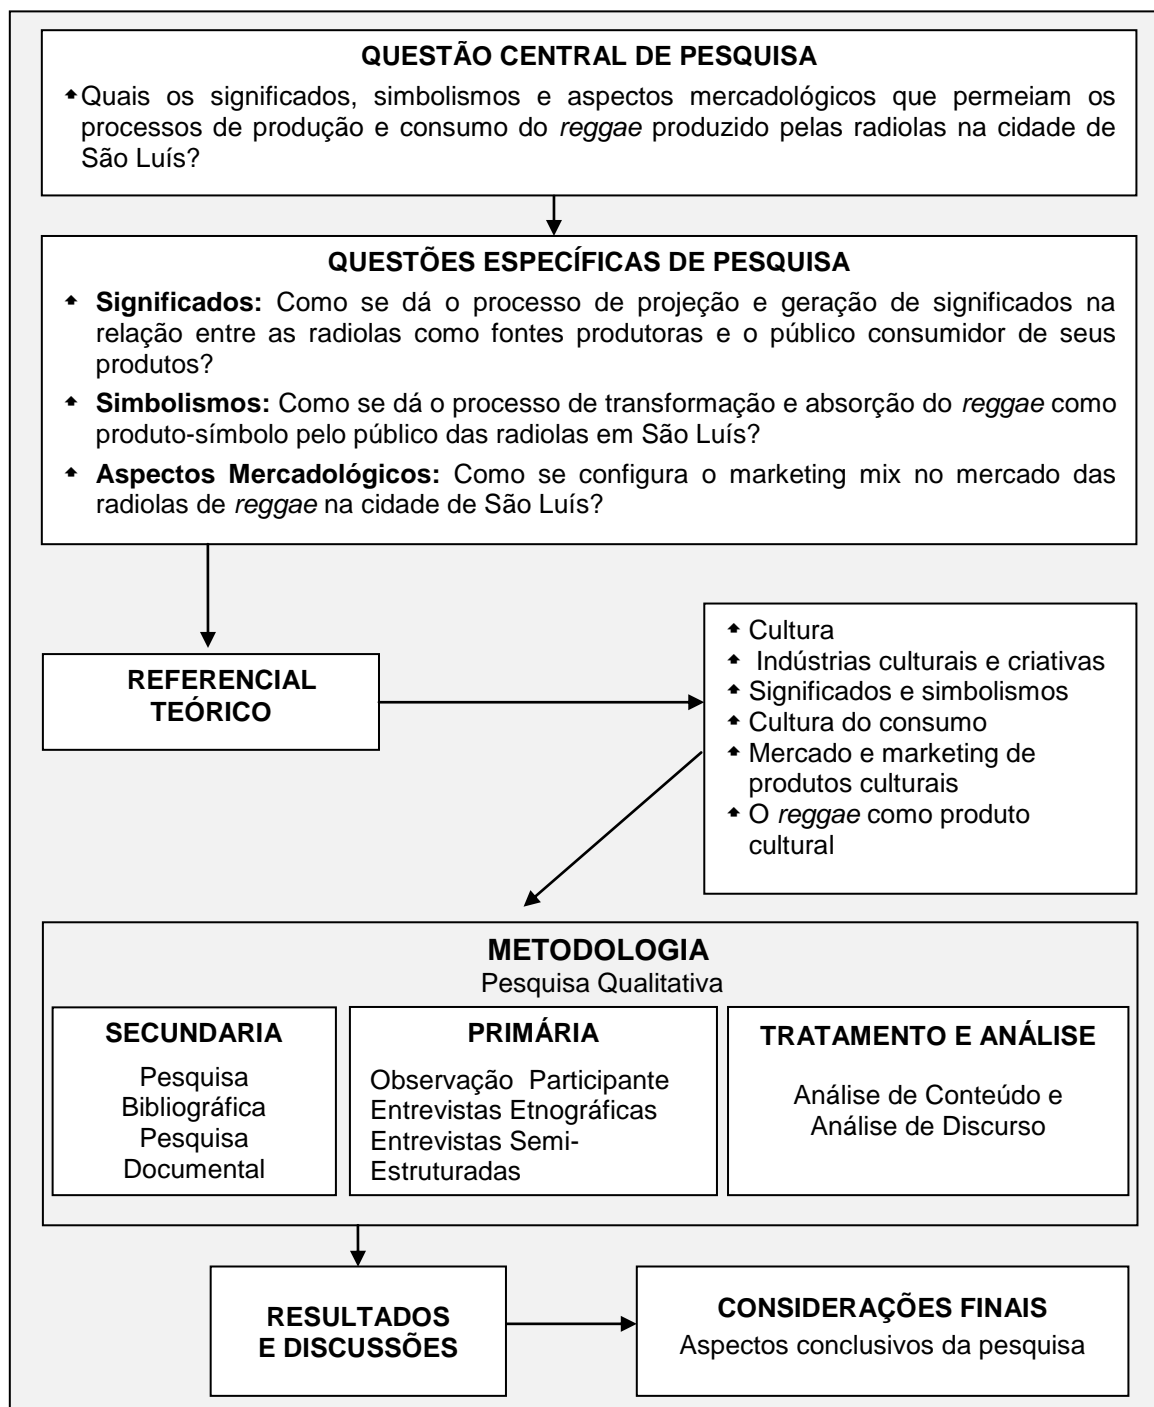 QUESTÃO CENTRAL DE PESQUISA
Quais os significados, simbolismos e aspectos mercadológicos que permeiam os
processos de produção e consumo do reggae produzido pelas radiolas na cidade de
São Luís?
QUESTÕES ESPECÍFICAS DE PESQUISA
Significados: Como se dá o processo de projeção e geração de significados na
relação entre as radiolas como fontes produtoras e o público consumidor de seus
produtos?
Simbolismos: Como se dá o processo de transformação e absorção do reggae como
produto-símbolo pelo público das radiolas em São Luís?
Aspectos Mercadológicos: Como se configura o marketing mix no mercado das
radiolas de reggae na cidade de São Luís?
REFERENCIAL
TEÓRICO
Cultura
Indústrias culturais e criativas
Significados e simbolismos
Cultura do consumo
Mercado e marketing de
produtos culturais
O reggae como produto
cultural
METODOLOGIA
Pesquisa Qualitativa
SECUNDARIA
Pesquisa
Bibliográfica
Pesquisa
Documental
PRIMÁRIA
Observação Participante
Entrevistas Etnográficas
Entrevistas Semi-
Estruturadas
TRATAMENTO E ANÁLISE
Análise de Conteúdo e
Análise de Discurso
RESULTADOS
E DISCUSSÕES
CONSIDERAÇÕES FINAIS
Aspectos conclusivos da pesquisa